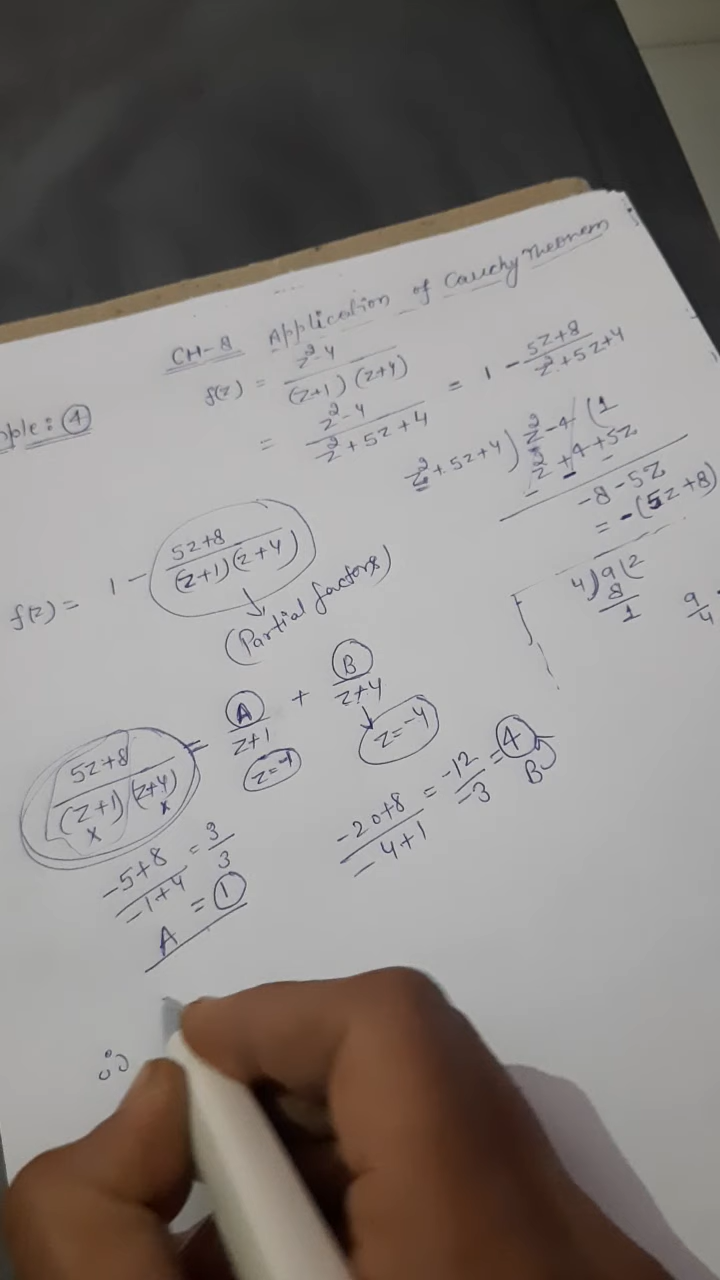 CH-8 Application of Cauchy Theorem
ple: ④
f(z) = z²-4 / (z+1)(z+4)
= z²-4 / z²+5z+4 = 1 - 5z+8 / z²+5z+4
z²+5z+4 ) z²-4 ( 1
z²+4+5z
- - -
-8-5z
= -(5z+8)
4)9(2
8
1
9/4
f(z) = 1 - 5z+8 / (z+1)(z+4)
(Partial factors)
5z+8 / (z+1)(z+4) = A / z+1 + B / z+4
x x
z=-1
z=-4
-5+8 / -1+4 = 3/3
A = 1
-20+8 / -4+1 = -12 / -3 = 4
B
∴